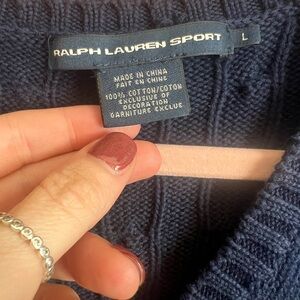 RALPH LAUREN SPORT L
MADE IN CHINA
FAIT EN CHINE
100% COTTON/COTON
EXCLUSIVE OF
DECORATION
GARNITURE EXCLUE